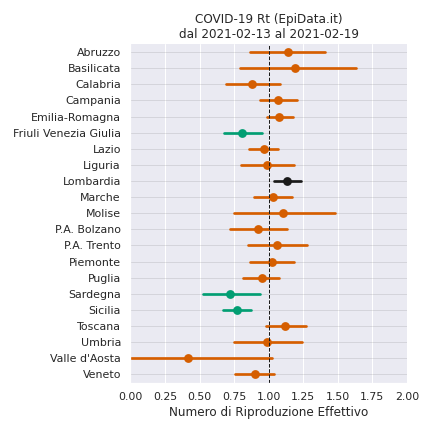 COVID-19 Rt (EpiData.it)
dal 2021-02-13 al 2021-02-19
Abruzzo
Basilicata
Calabria
Campania
Emilia-Romagna
Friuli Venezia Giulia
Lazio
Liguria
Lombardia
Marche
Molise
P.A. Bolzano
P.A. Trento
Piemonte
Puglia
Sardegna
Sicilia
Toscana
Umbria
Valle d'Aosta
Veneto
0.00 0.25 0.50 0.75 1.00 1.25 1.50 1.75 2.00
Numero di Riproduzione Effettivo